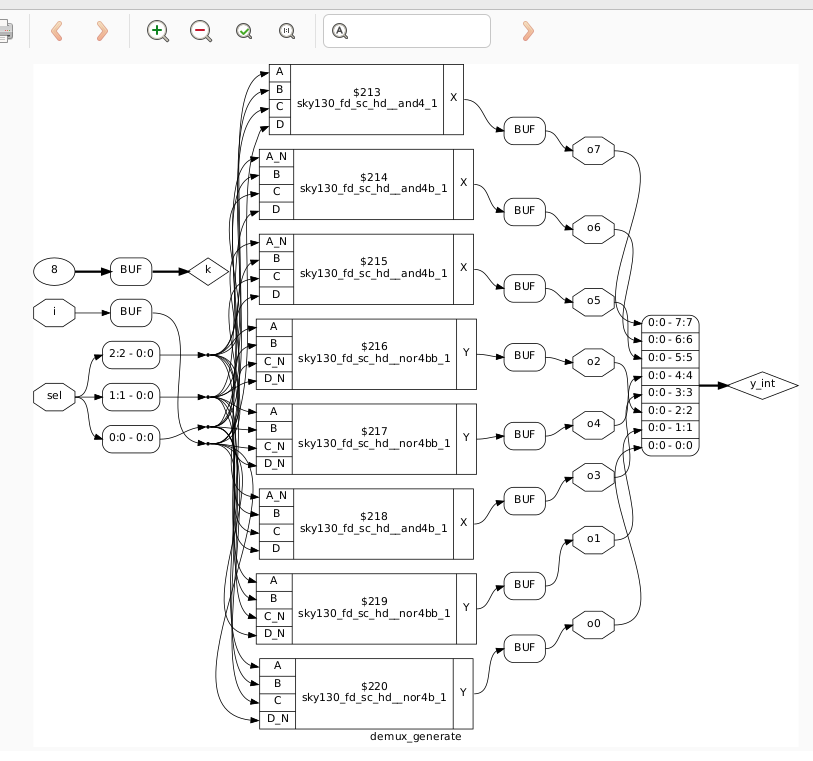 A
B
C
D
$213
sky130_fd_sc_hd__and4_1
X
BUF
o7
A_N
B
C
D
$214
sky130_fd_sc_hd__and4b_1
X
BUF
o6
A_N
B
C
D
$215
sky130_fd_sc_hd__and4b_1
X
BUF
o5
8
BUF
k
i
BUF
sel
2:2 - 0:0
1:1 - 0:0
0:0 - 0:0
A
B
C_N
D_N
$216
sky130_fd_sc_hd__nor4bb_1
Y
BUF
o2
A
B
C_N
D_N
$217
sky130_fd_sc_hd__nor4bb_1
Y
BUF
o4
A_N
B
C
D
$218
sky130_fd_sc_hd__and4b_1
X
BUF
o3
A
B
C_N
D_N
$219
sky130_fd_sc_hd__nor4bb_1
Y
BUF
o1
A
B
C
D_N
$220
sky130_fd_sc_hd__nor4b_1
Y
BUF
o0
0:0 - 7:7
0:0 - 6:6
0:0 - 5:5
0:0 - 4:4
0:0 - 3:3
0:0 - 2:2
0:0 - 1:1
0:0 - 0:0
y_int
demux_generate